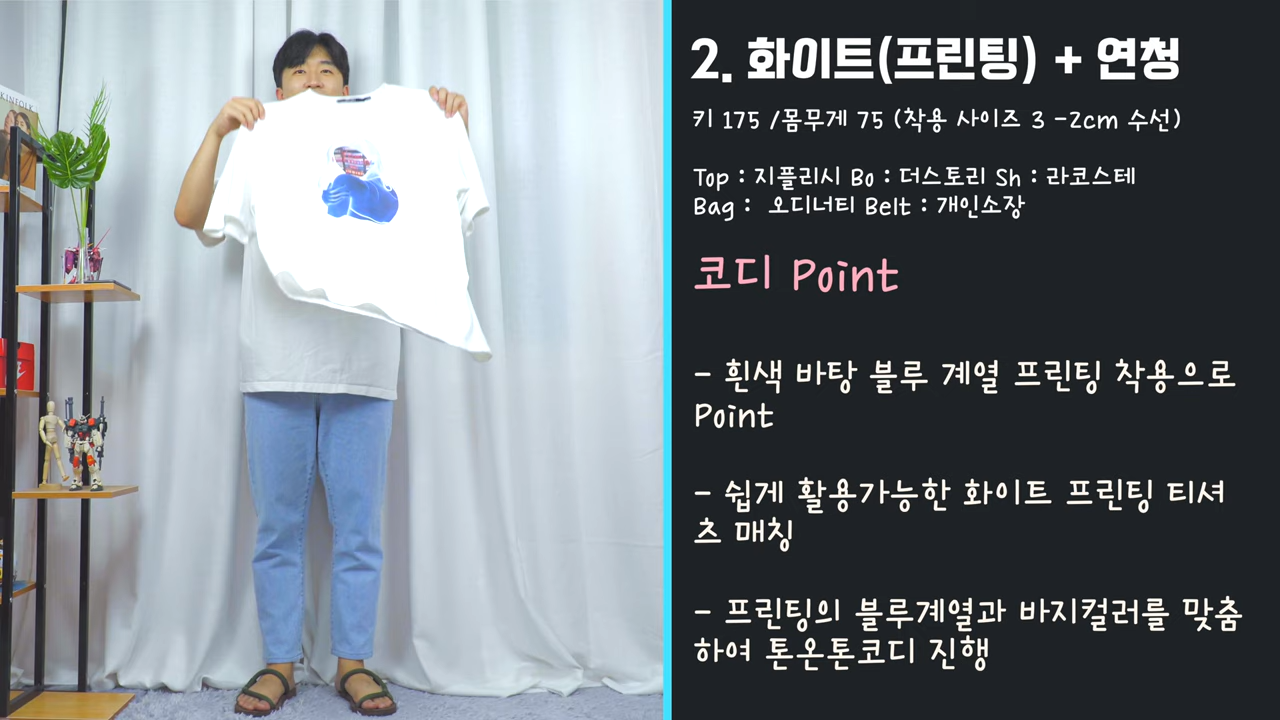 KINFOLK
2. 화이트(프린팅) + 연청
키 175 /몸무게 75 (착용 사이즈 3 -2cm 수선)
Top : 지플리시 Bo : 더스토리 Sh : 라코스테
Bag : 오디너티 Belt : 개인소장
코디 Point
- 흰색 바탕 블루 계열 프린팅 착용으로
Point
- 쉽게 활용가능한 화이트 프린팅 티셔
츠 매칭
- 프린팅의 블루계열과 바지컬러를 맞춤
하여 톤온톤코디 진행